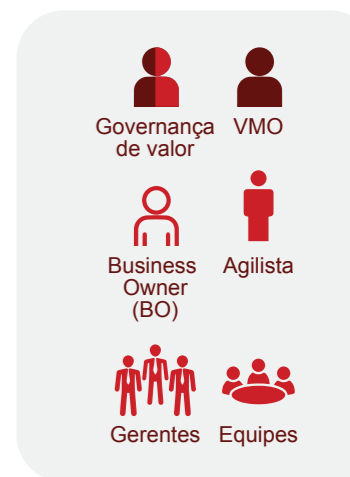 Governança VMO
de valor
Business Agilista
Owner
(BO)
Gerentes Equipes